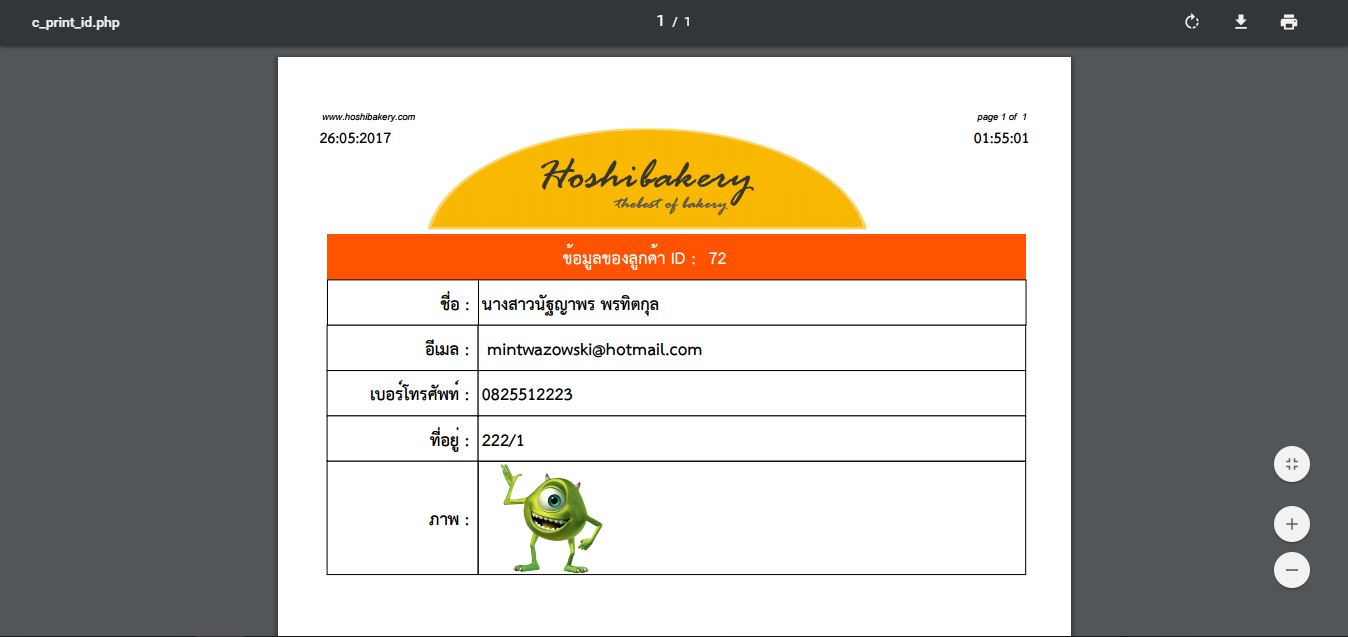 c_print_id.php
1 / 1
www.hoshibakery.com
page 1 of 1
26:05:2017
01:55:01
Hoshibakery
thebest of bakery
ข้อมูลของลูกค้า ID : 72
ชื่อ : นางสาวนัฐญาพร พรทิตกุล
อีเมล : mintwazowski@hotmail.com
เบอร์โทรศัพท์ : 0825512223
ที่อยู่ : 222/1
ภาพ :